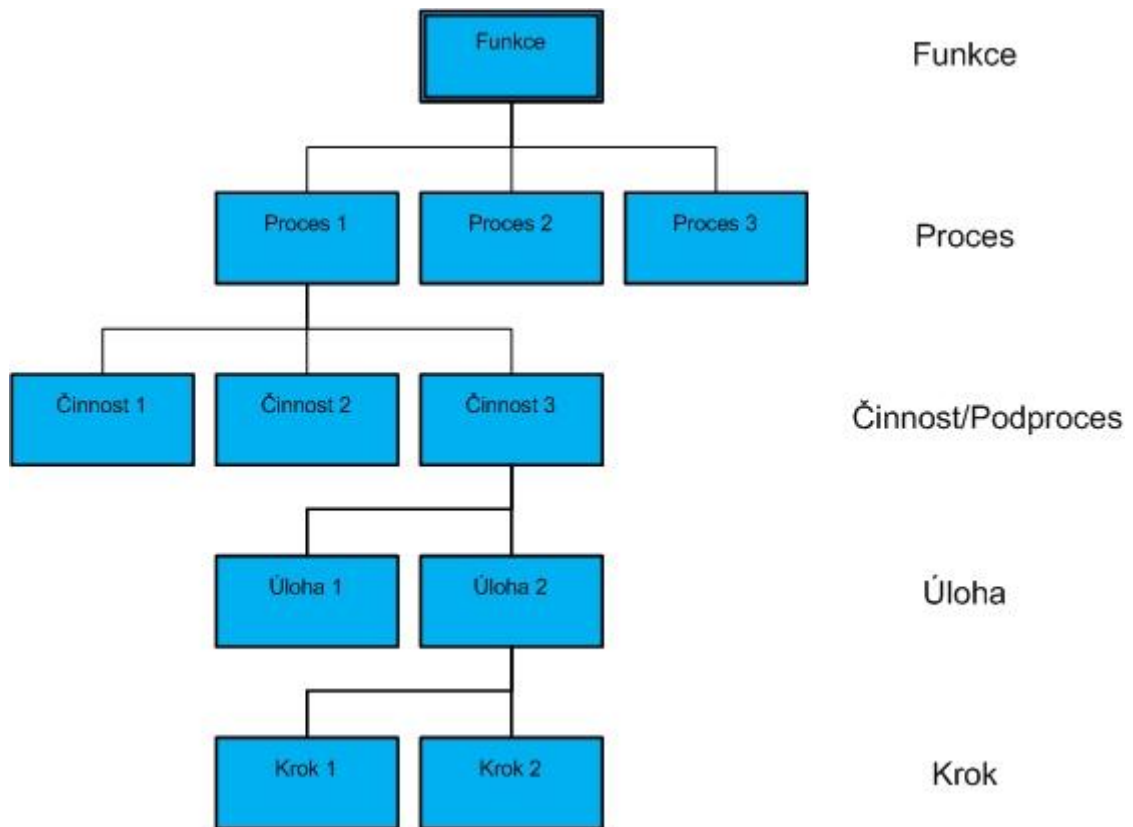 Funkce
Funkce
Proces 1
Proces 2
Proces 3
Proces
Činnost 1
Činnost 2
Činnost 3
Činnost/Podproces
Úloha 1
Úloha 2
Úloha
Krok 1
Krok 2
Krok